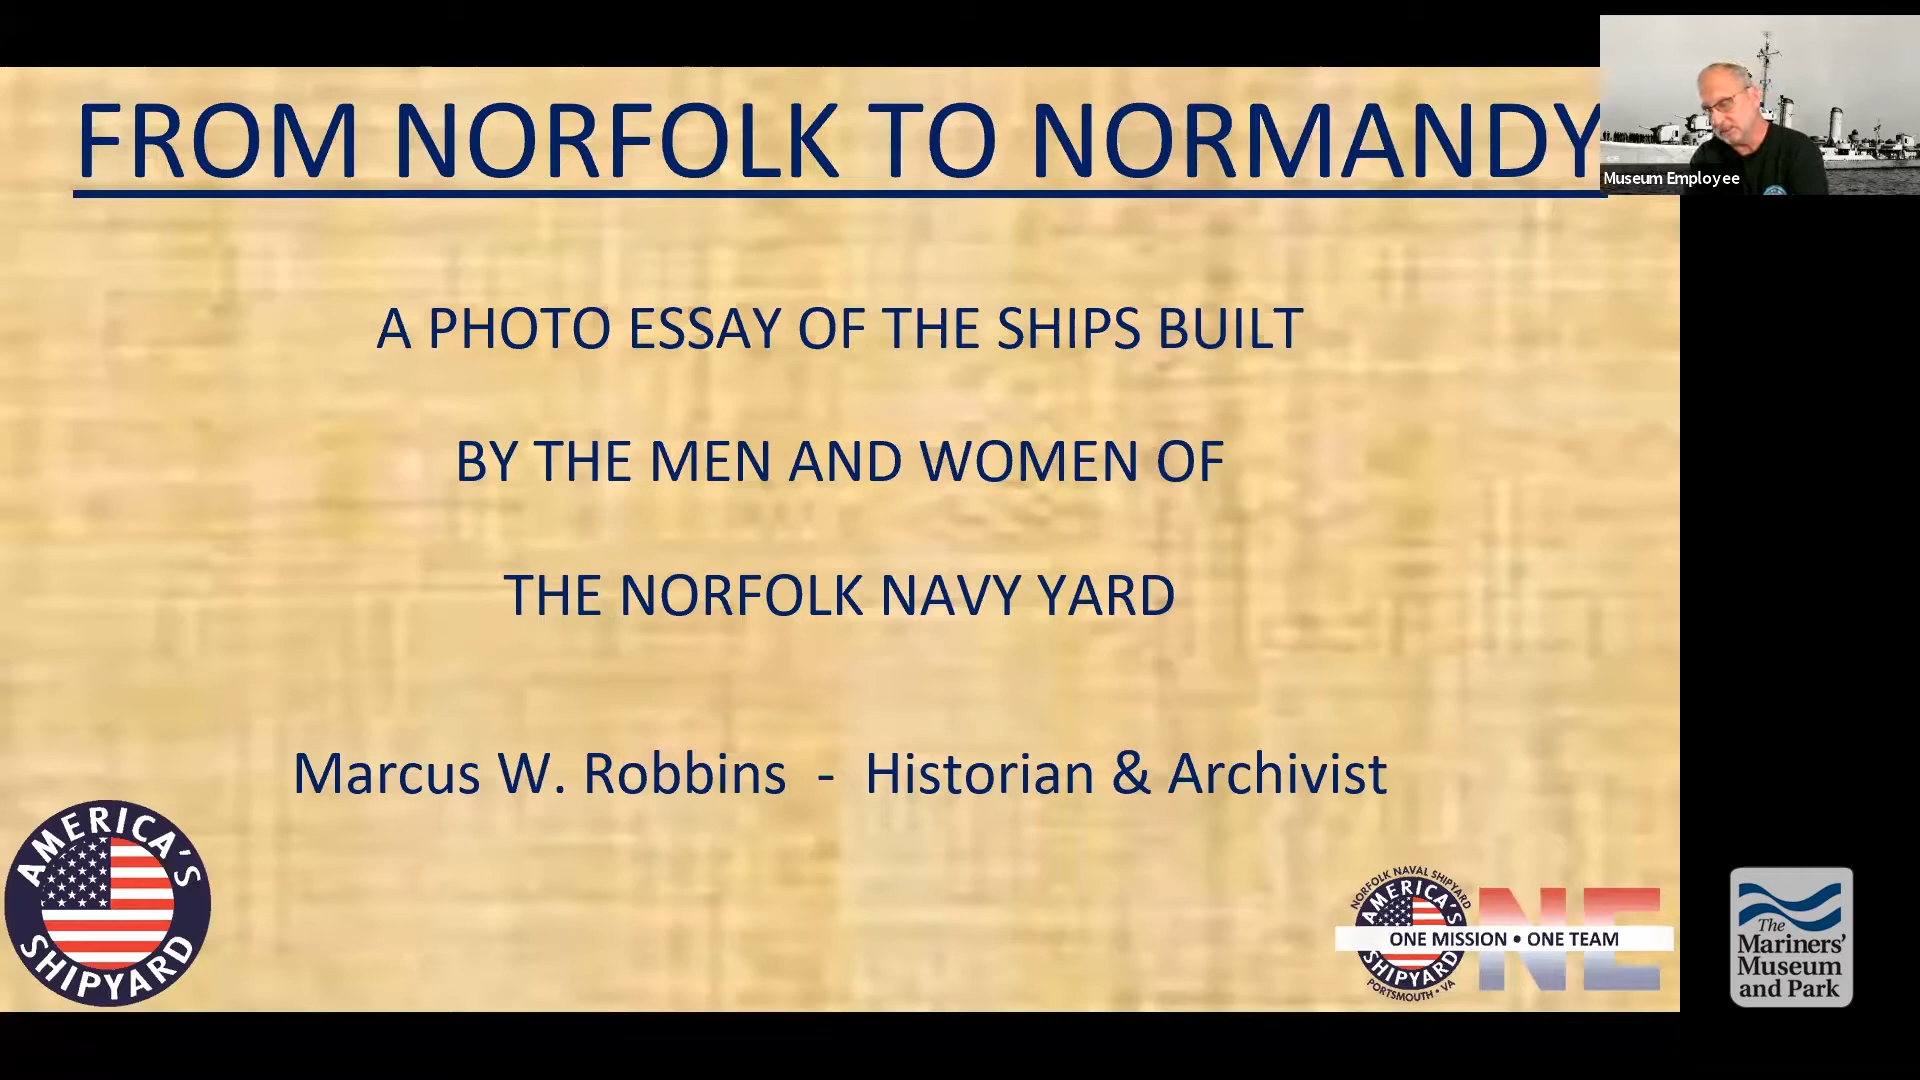 FROM NORFOLK TO NORMANDY
Museum Employee
A PHOTO ESSAY OF THE SHIPS BUILT
BY THE MEN AND WOMEN OF
THE NORFOLK NAVY YARD
Marcus W. Robbins - Historian & Archivist
AMERICA'S
SHIPYARD
NORFOLK NAVAL SHIPYARD
AMERICA'S
NE
ONE MISSION • ONE TEAM
SHIPYARD
PORTSMOUTH • VA
The
Mariners'
Museum
and Park